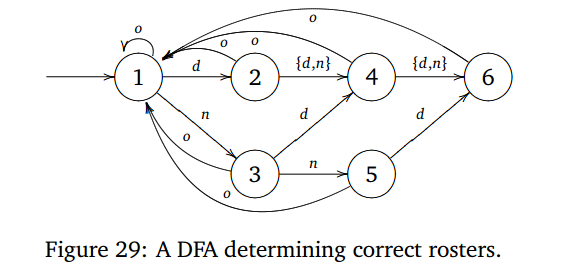 o
o
o
o
d
{d,n}
{d,n}
1
2
4
6
n
d
d
o
n
3
5
o
Figure 29: A DFA determining correct rosters.